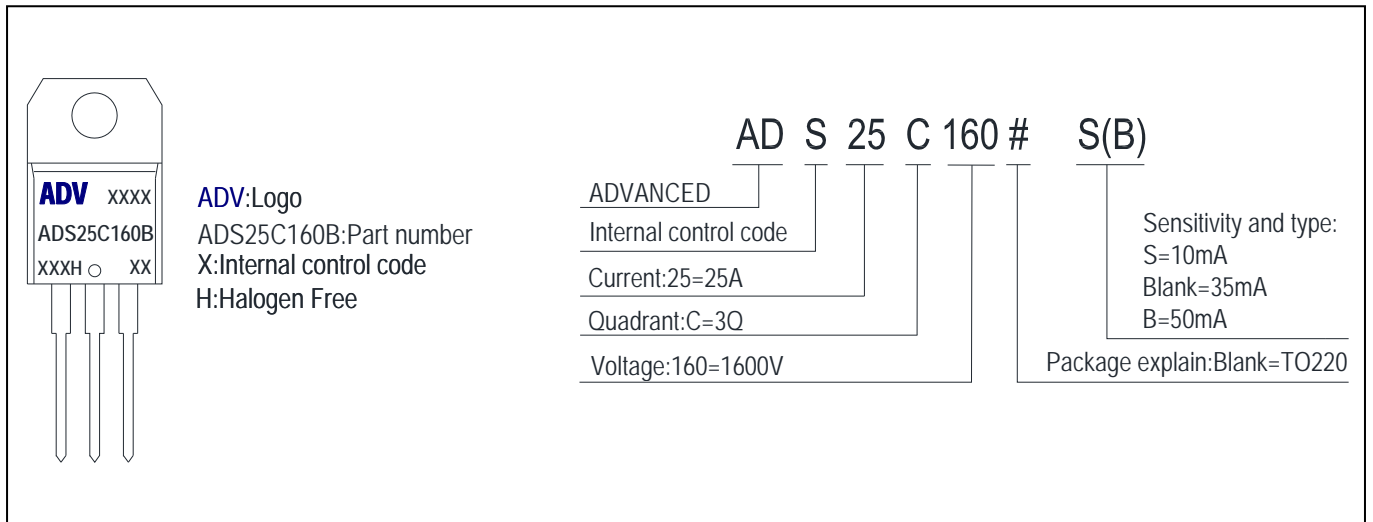 ADV XXXX
ADS25C160B
XXXH XX
ADV:Logo
ADS25C160B:Part number
X:Internal control code
H:Halogen Free
AD S 25 C 160 # S(B)
ADVANCED
Internal control code
Current:25=25A
Quadrant:C=3Q
Voltage:160=1600V
Sensitivity and type:
S=10mA
Blank=35mA
B=50mA
Package explain:Blank=TO220